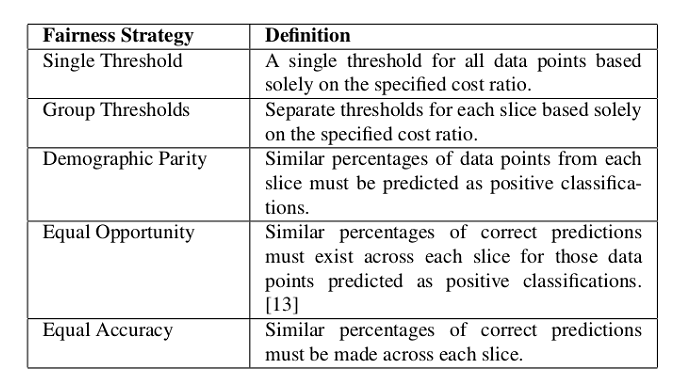 Fairness Strategy Definition
Single Threshold A single threshold for all data points based
solely on the specified cost ratio.
Group Thresholds Separate thresholds for each slice based solely
on the specified cost ratio.
Demographic Parity Similar percentages of data points from each
slice must be predicted as positive classifica-
tions.
Equal Opportunity Similar percentages of correct predictions
must exist across each slice for those data
points predicted as positive classifications.
[13]
Equal Accuracy Similar percentages of correct predictions
must be made across each slice.